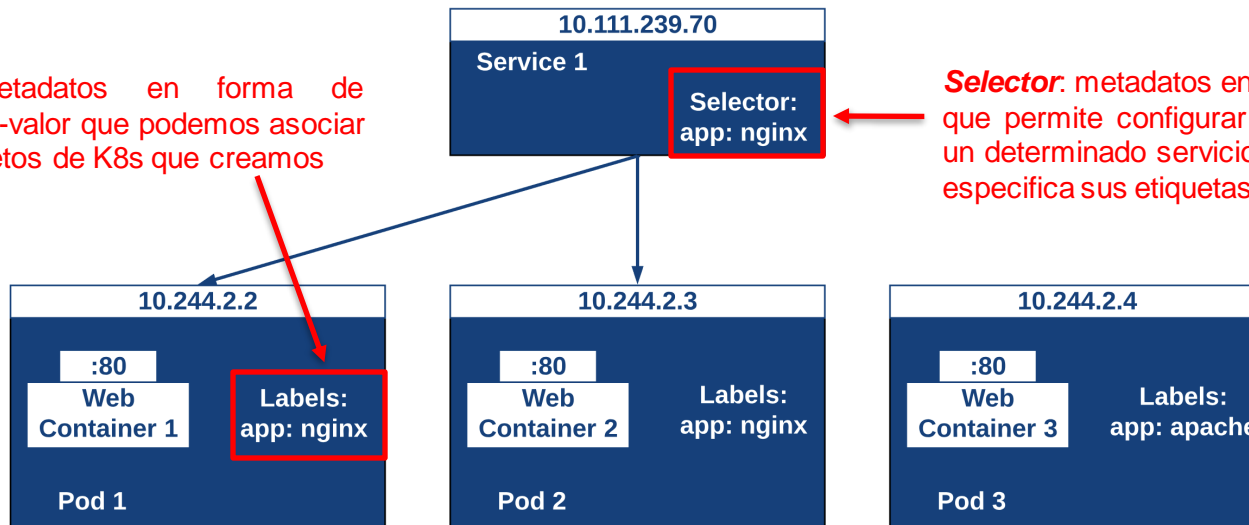 10.111.239.70
Service 1
Selector:
app: nginx
etadatos en forma de
-valor que podemos asociar
etos de K8s que creamos
Selector: metadatos en
que permite configurar
un determinado servicio
especifica sus etiquetas
10.244.2.2
:80
Web
Container 1
Labels:
app: nginx
Pod 1
10.244.2.3
:80
Web
Container 2
Labels:
app: nginx
Pod 2
10.244.2.4
:80
Web
Container 3
Labels:
app: apache
Pod 3